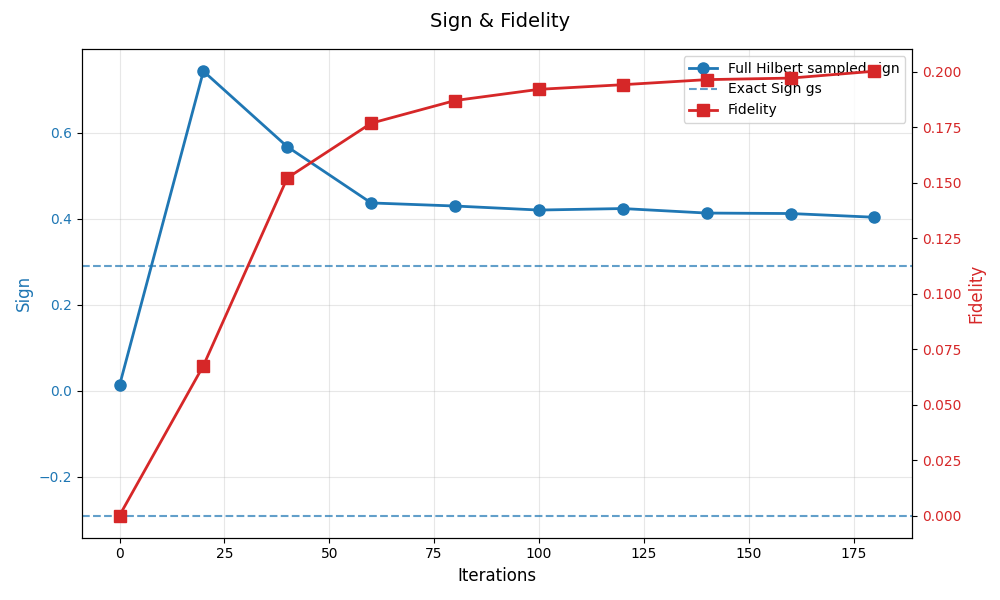 Sign & Fidelity
Full Hilbert sampled sign
Exact Sign gs
Fidelity
Sign
0.6
0.4
0.2
0.0
−0.2
0.200
0.175
0.150
0.125
0.100
0.075
0.050
0.025
0.000
Fidelity
0 25 50 75 100 125 150 175
Iterations